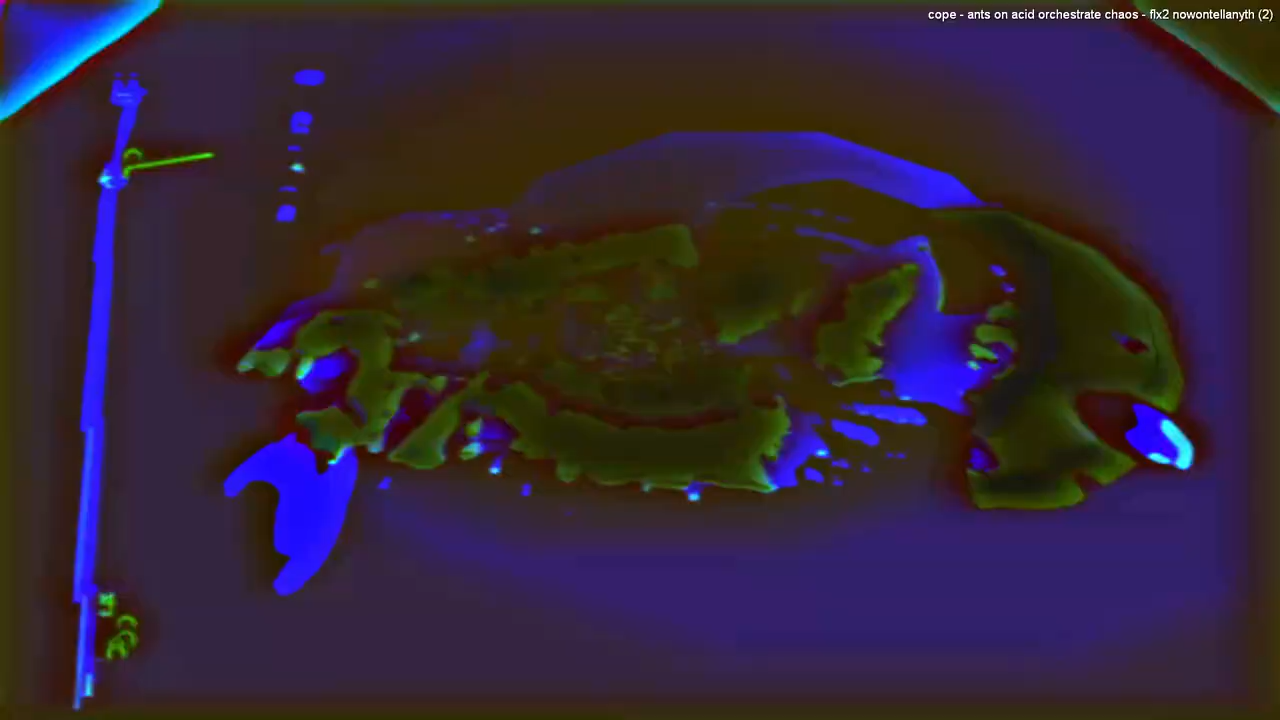 cope - ants on acid orchestrate chaos - flx2 nowontellanyth (2)